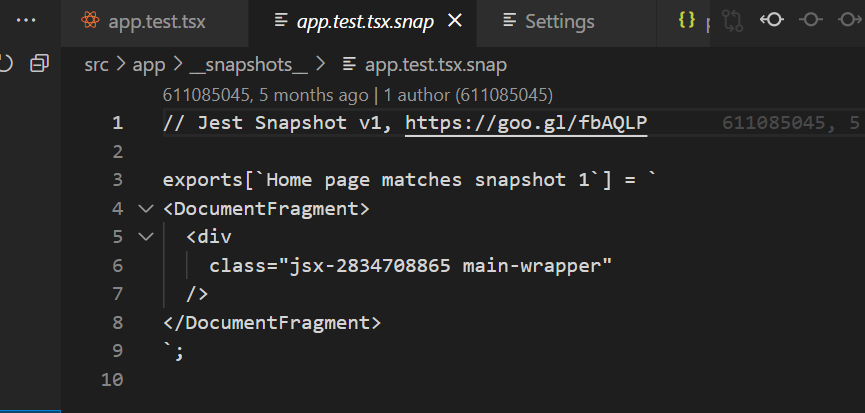 ··· app.test.tsx app.test.tsx.snap × Settings {}
src > app > __snapshots__ > app.test.tsx.snap
611085045, 5 months ago | 1 author (611085045)
1 // Jest Snapshot v1, https://goo.gl/fbAQLP 611085045, 5
2
3 exports[`Home page matches snapshot 1`] = `
4 <DocumentFragment>
5 <div
6 class="jsx-2834708865 main-wrapper"
7 />
8 </DocumentFragment>
9 `;
10